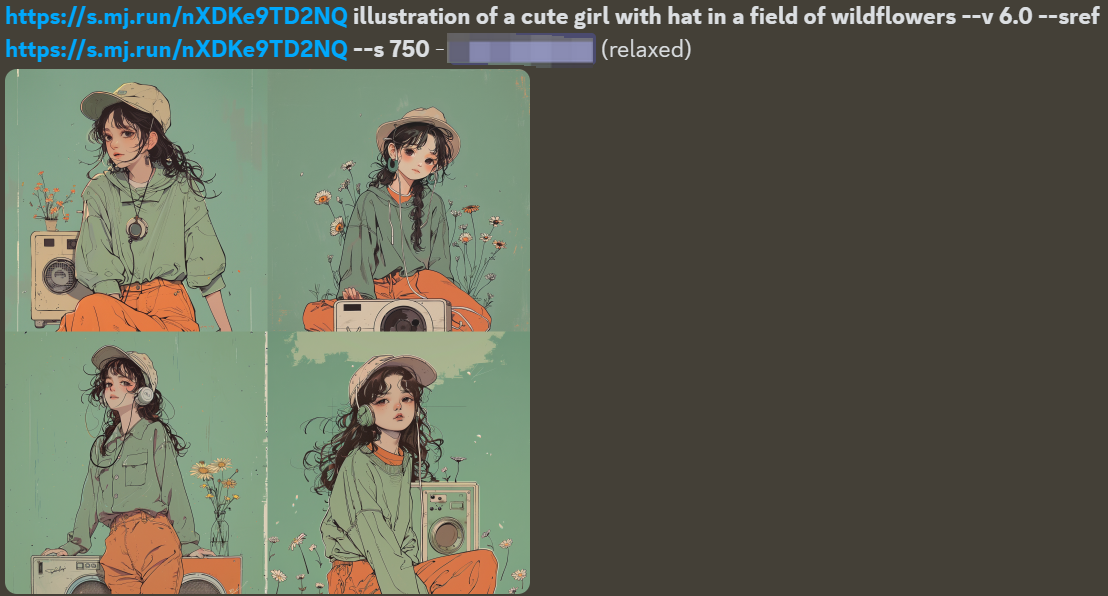 https://s.mj.run/nXDKe9TD2NQ illustration of a cute girl with hat in a field of wildflowers --v 6.0 --sref
https://s.mj.run/nXDKe9TD2NQ --s 750 - (relaxed)